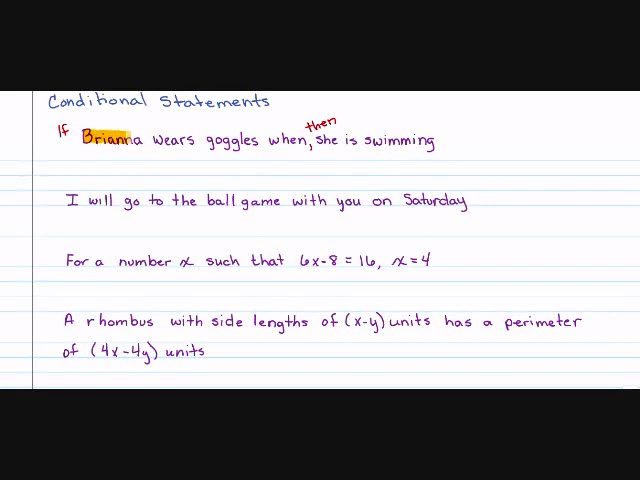 Conditional Statements
then
If Brianna wears goggles when, she is swimming
I will go to the ball game with you on Saturday
For a number x such that 6x-8=16, x=4
A rhombus with side lengths of (x-y) units has a perimeter
of (4x-4y) units